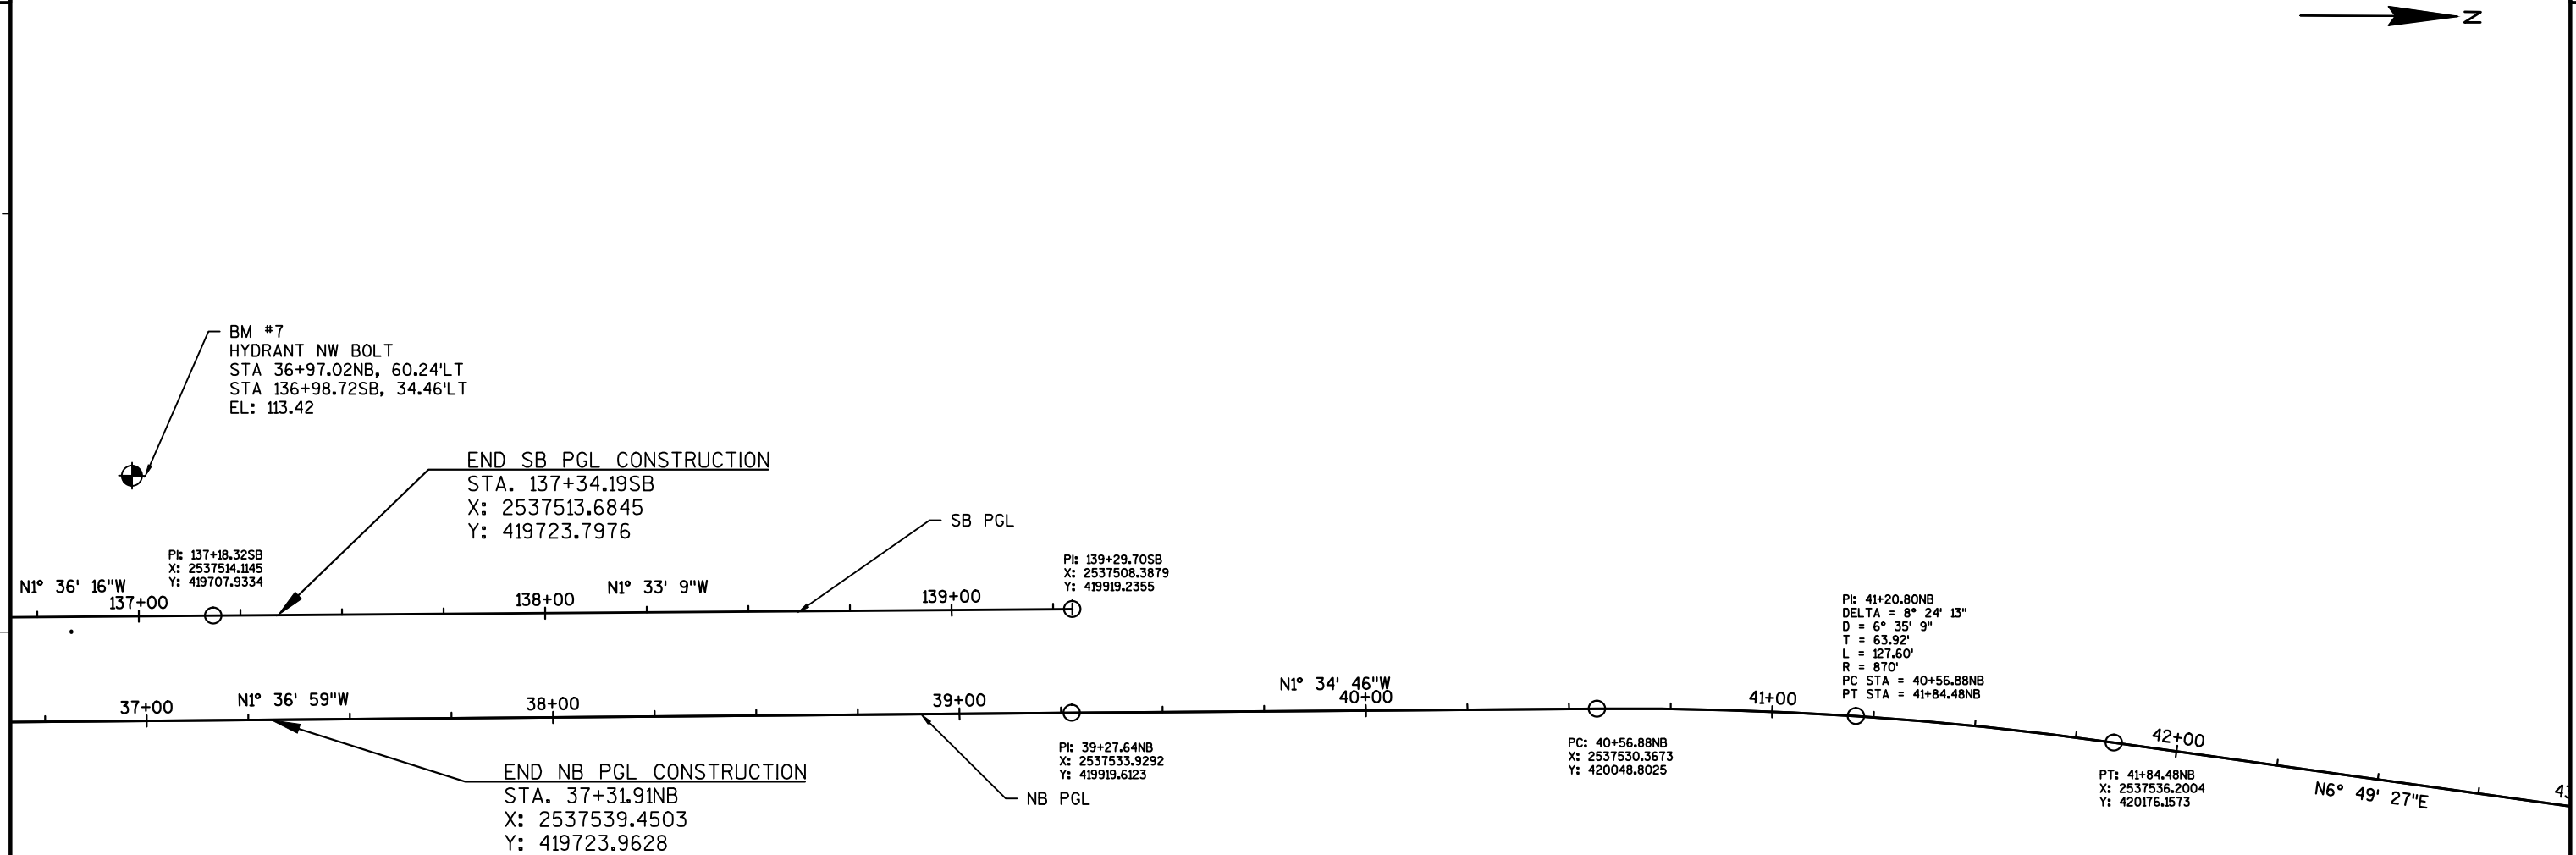 N
BM #7
HYDRANT NW BOLT
STA 36+97.02NB, 60.24'LT
STA 136+98.72SB, 34.46'LT
EL: 113.42
END SB PGL CONSTRUCTION
STA. 137+34.19SB
X: 2537513.6845
Y: 419723.7976
SB PGL
PI: 137+18.32SB
X: 2537514.1145
Y: 419707.9334
PI: 139+29.70SB
X: 2537508.3879
Y: 419919.2355
N1° 36' 16"W
137+00
138+00
N1° 33' 9"W
139+00
PI: 41+20.80NB
DELTA = 8° 24' 13"
D = 6° 35' 9"
T = 63.92'
L = 127.60'
R = 870'
PC STA = 40+56.88NB
PT STA = 41+84.48NB
37+00
N1° 36' 59"W
38+00
39+00
N1° 34' 46"W
40+00
41+00
42+00
43
N6° 49' 27"E
PI: 39+27.64NB
X: 2537533.9292
Y: 419919.6123
NB PGL
PC: 40+56.88NB
X: 2537530.3673
Y: 420048.8025
PT: 41+84.48NB
X: 2537536.2004
Y: 420176.1573
END NB PGL CONSTRUCTION
STA. 37+31.91NB
X: 2537539.4503
Y: 419723.9628